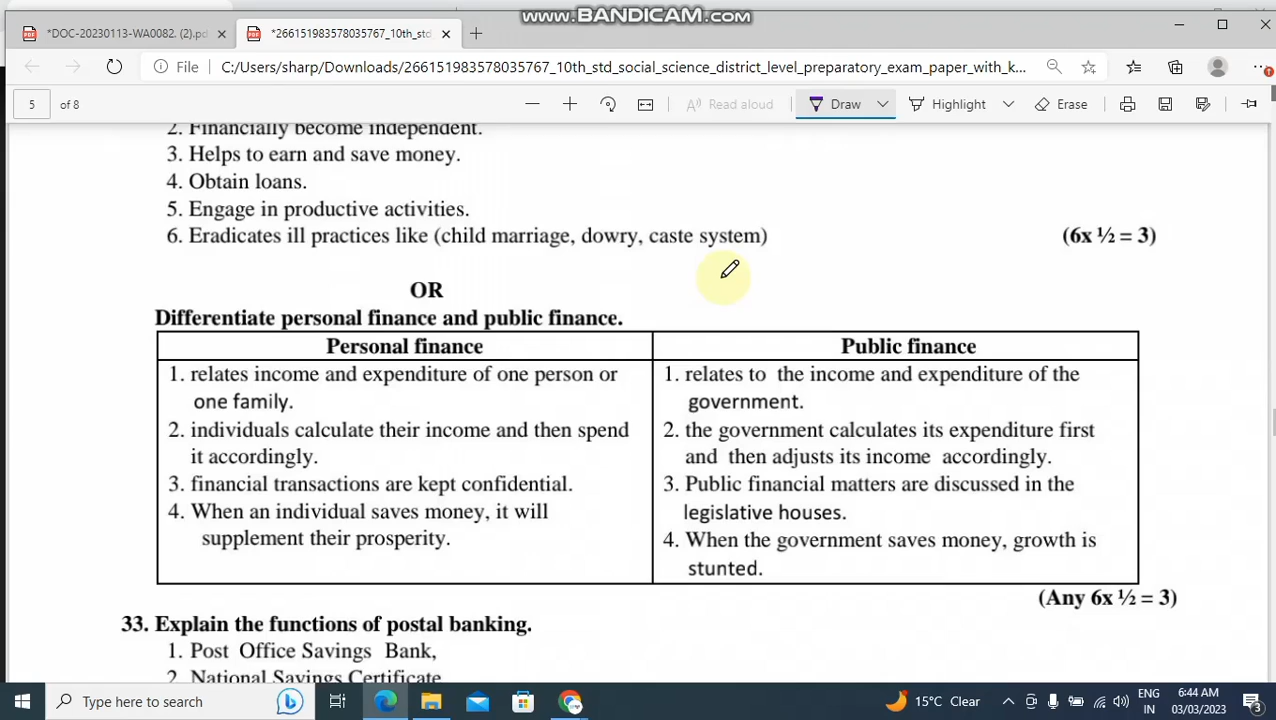 www.BANDICAM.com
*DOC-20230113-WA0082. (2).pd
*266151983578035767_10th_std
File
C:/Users/sharp/Downloads/266151983578035767_10th_std_social_science_district_level_preparatory_exam_paper_with_k...
5 of 8
Read aloud
Draw
Highlight
Erase
2. Financially become independent.
3. Helps to earn and save money.
4. Obtain loans.
5. Engage in productive activities.
6. Eradicates ill practices like (child marriage, dowry, caste system) (6x ½ = 3)
OR
Differentiate personal finance and public finance.
Personal finance
1. relates income and expenditure of one person or
one family.
2. individuals calculate their income and then spend
it accordingly.
3. financial transactions are kept confidential.
4. When an individual saves money, it will
supplement their prosperity.
Public finance
1. relates to the income and expenditure of the
government.
2. the government calculates its expenditure first
and then adjusts its income accordingly.
3. Public financial matters are discussed in the
legislative houses.
4. When the government saves money, growth is
stunted.
(Any 6x ½ = 3)
33. Explain the functions of postal banking.
1. Post Office Savings Bank,
2. National Savings Certificate
Type here to search
15°C Clear
ENG
IN
6:44 AM
03/03/2023
3